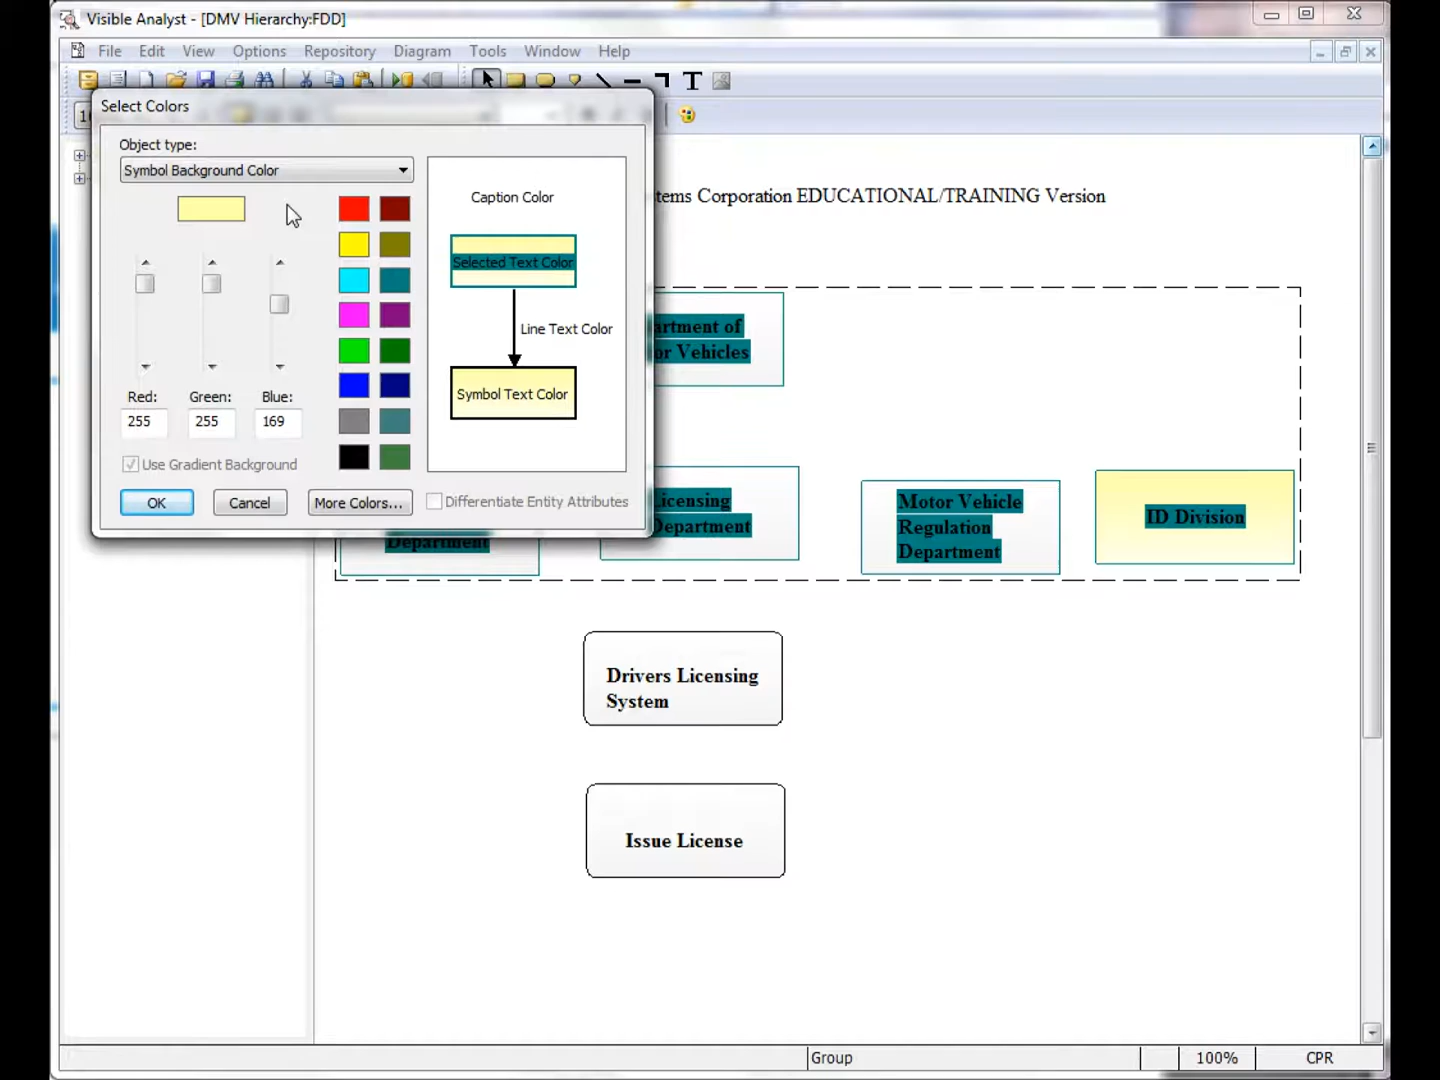 Visible Analyst - [DMV Hierarchy:FDD]
File Edit View Options Repository Diagram Tools Window Help
T
Select Colors
Object type:
Symbol Background Color
Red:
Green:
Blue:
255
255
169
Use Gradient Background
OK
Cancel
More Colors...
Differentiate Entity Attributes
Caption Color
Selected Text Color
Line Text Color
Symbol Text Color
tems Corporation EDUCATIONAL/TRAINING Version
artment of
or Vehicles
Department
Licensing
Department
Motor Vehicle
Regulation
Department
ID Division
Drivers Licensing
System
Issue License
Group
100%
CPR